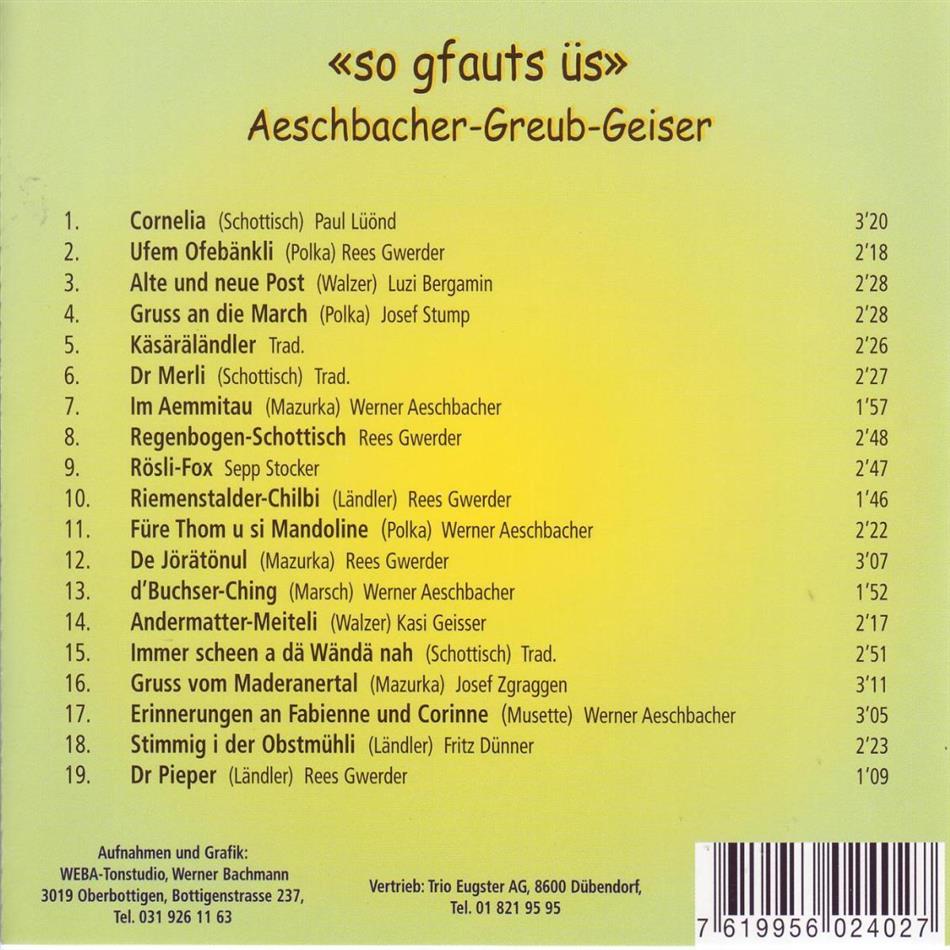 «so gfauts üs»
Aeschbacher-Greub-Geiser
1. Cornelia (Schottisch) Paul Lüönd 3'20
2. Ufem Ofebänkli (Polka) Rees Gwerder 2'18
3. Alte und neue Post (Walzer) Luzi Bergamin 2'28
4. Gruss an die March (Polka) Josef Stump 2'28
5. Käsäräländler Trad. 2'26
6. Dr Merli (Schottisch) Trad. 2'27
7. Im Aemmitau (Mazurka) Werner Aeschbacher 1'57
8. Regenbogen-Schottisch Rees Gwerder 2'48
9. Rösli-Fox Sepp Stocker 2'47
10. Riemenstalder-Chilbi (Ländler) Rees Gwerder 1'46
11. Füre Thom u si Mandoline (Polka) Werner Aeschbacher 2'22
12. De Jörätönul (Mazurka) Rees Gwerder 3'07
13. d'Buchser-Ching (Marsch) Werner Aeschbacher 1'52
14. Andermatter-Meiteli (Walzer) Kasi Geisser 2'17
15. Immer scheen a dä Wändä nah (Schottisch) Trad. 2'51
16. Gruss vom Maderanertal (Mazurka) Josef Zgraggen 3'11
17. Erinnerungen an Fabienne und Corinne (Musette) Werner Aeschbacher 3'05
18. Stimmig i der Obstmühli (Ländler) Fritz Dünner 2'23
19. Dr Pieper (Ländler) Rees Gwerder 1'09
Aufnahmen und Grafik:
WEBA-Tonstudio, Werner Bachmann
3019 Oberbottigen, Bottigenstrasse 237,
Tel. 031 926 11 63
Vertrieb: Trio Eugster AG, 8600 Dübendorf,
Tel. 01 821 95 95
7 619956 024027